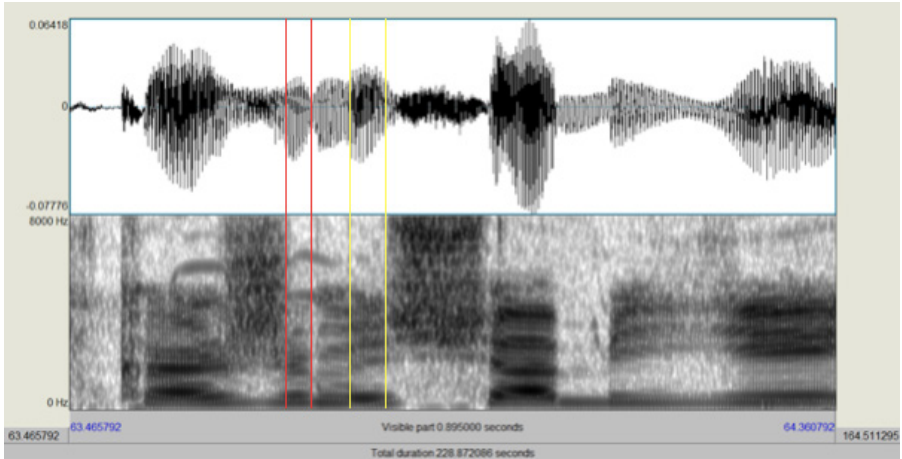 0.06418
0
-0.07776
8000 Hz
0 Hz
63.465792 Visible part 0.895000 seconds 64.360792
63.465792 164.511295
Total duration 228.872086 seconds